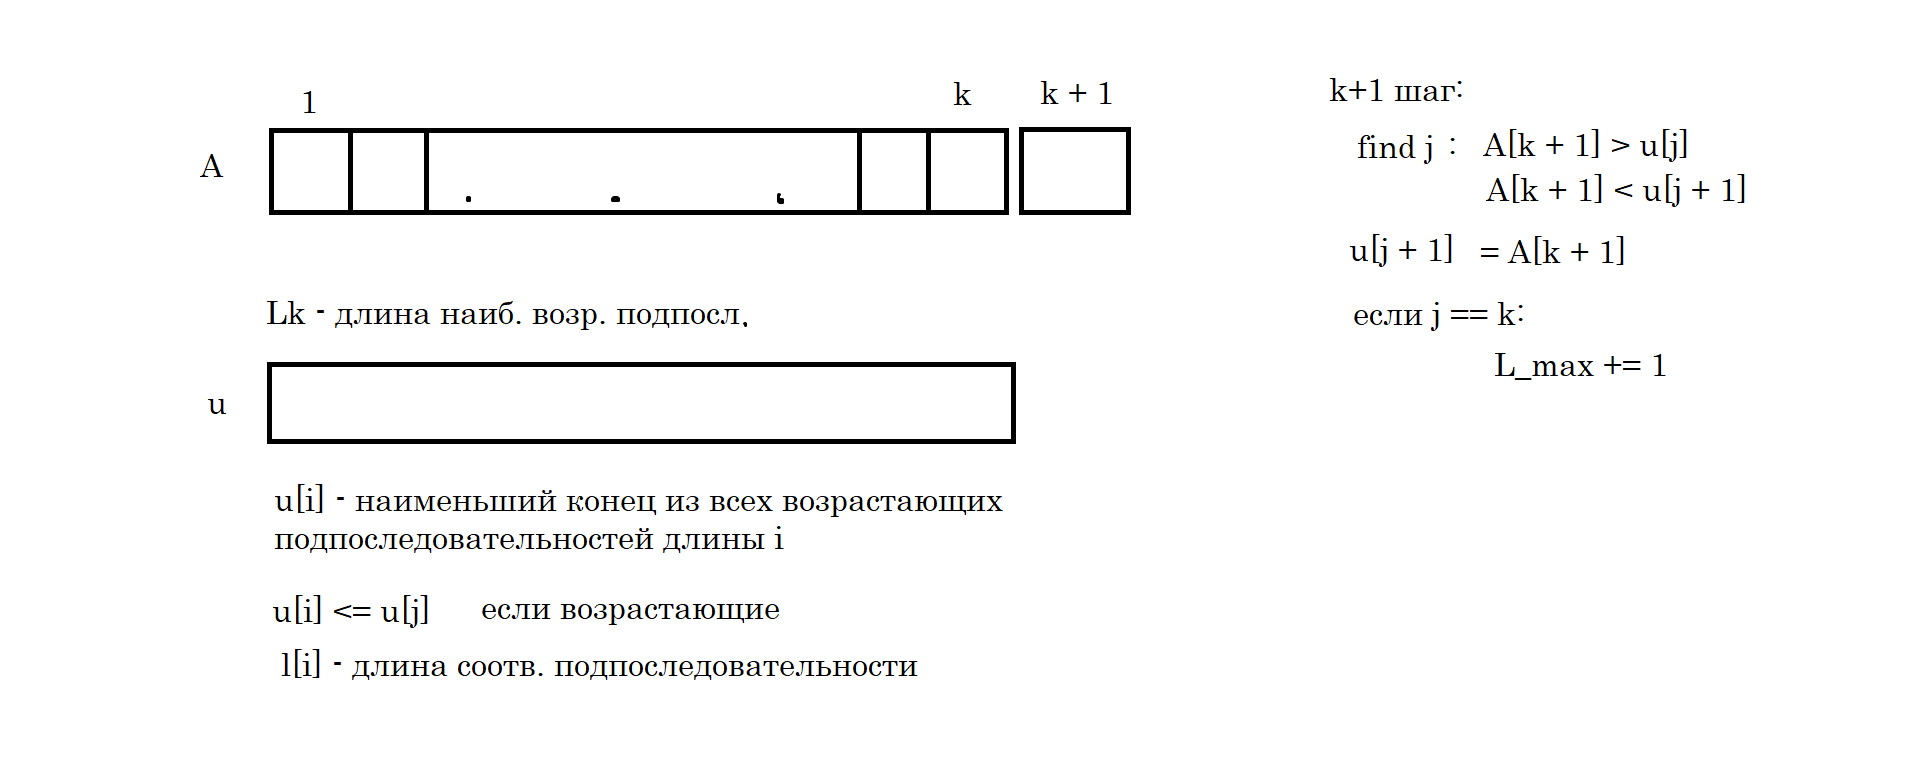 1 k k + 1
A
Lk - длина наиб. возр. подпосл.
u
u[i] - наименьший конец из всех возрастающих
подпоследовательностей длины i
u[i] <= u[j] если возрастающие
l[i] - длина соотв. подпоследовательности
k+1 шаг:
find j : A[k + 1] > u[j]
A[k + 1] < u[j + 1]
u[j + 1] = A[k + 1]
если j == k:
L_max += 1